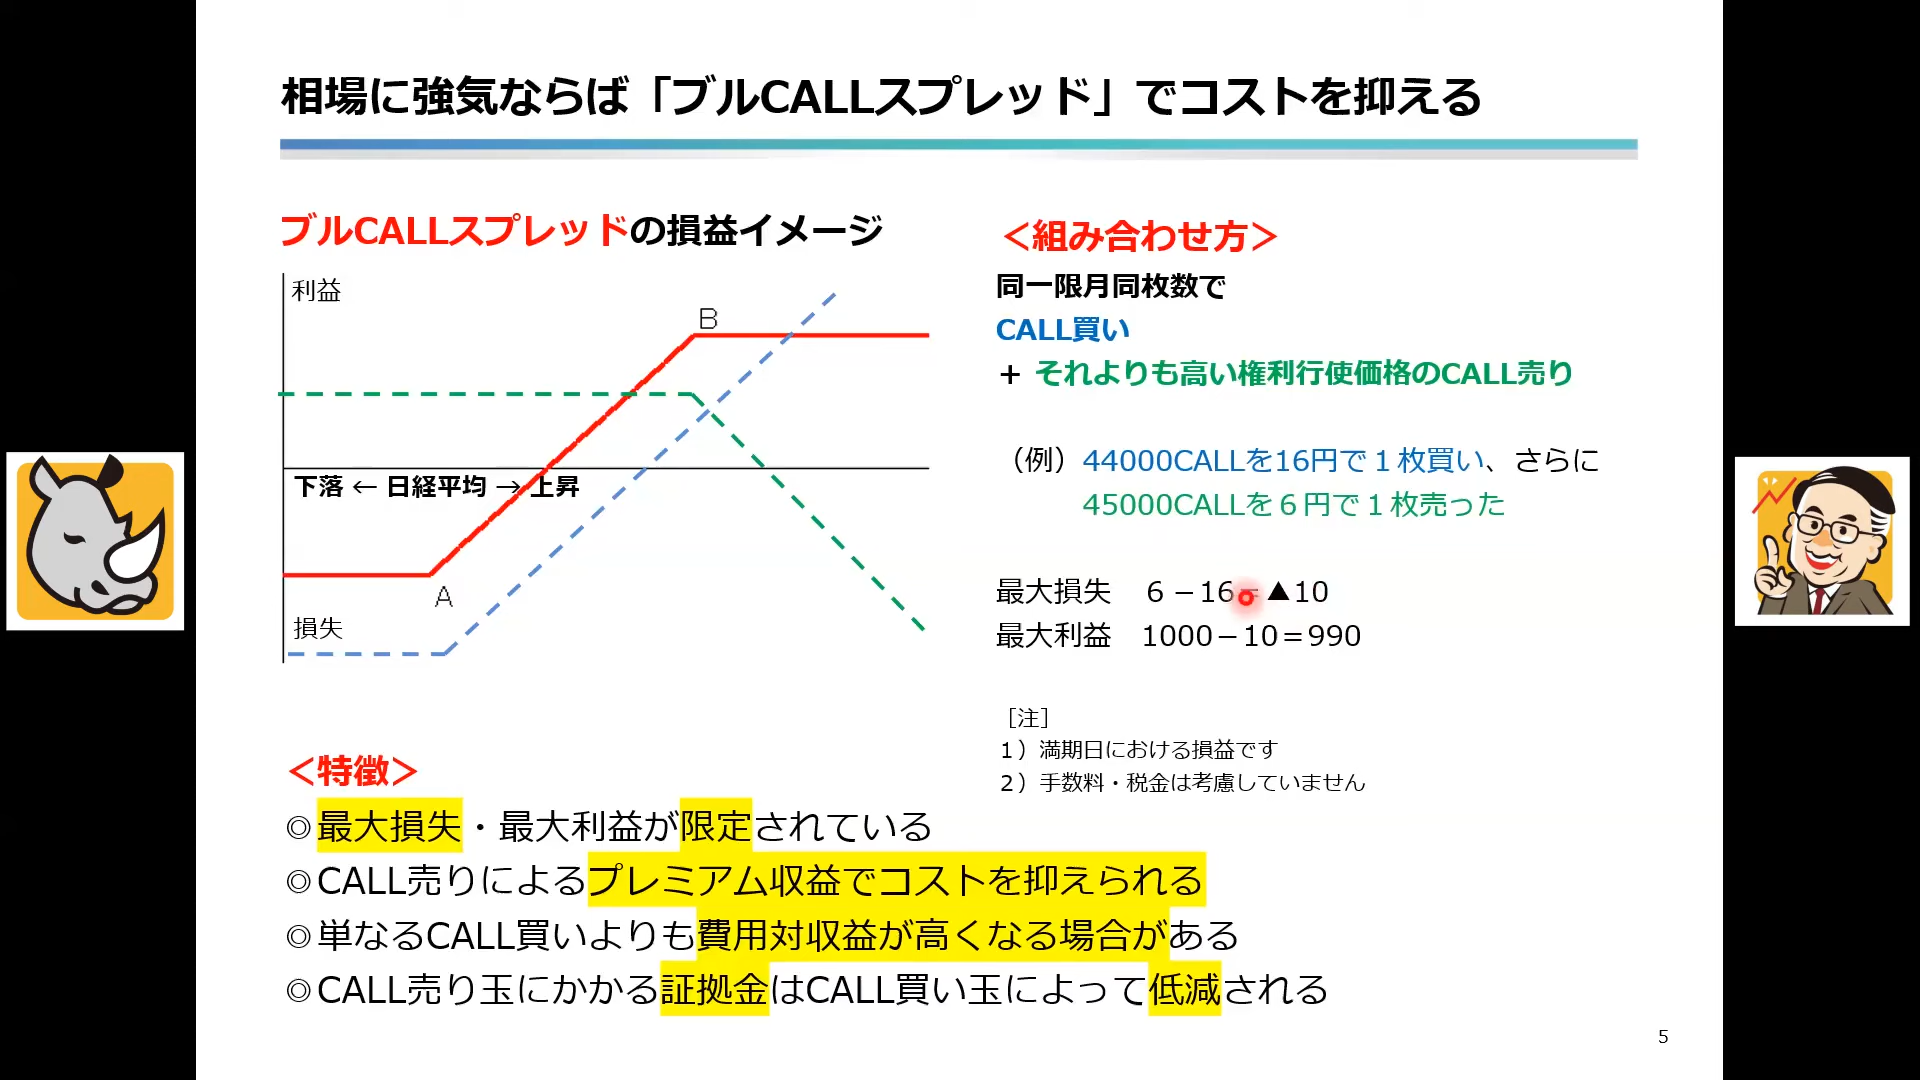 相場に強気ならば「ブルCALLスプレッド」でコストを抑える
ブルCALLスプレッドの損益イメージ
利益
B
下落 ← 日経平均 → 上昇
A
損失
＜組み合わせ方＞
同一限月同枚数で
CALL買い
＋ それよりも高い権利行使価格のCALL売り
（例）44000CALLを16円で１枚買い、さらに
45000CALLを６円で１枚売った
最大損失　６－16＝▲10
最大利益　1000－10＝990
［注］
１）満期日における損益です
２）手数料・税金は考慮していません
＜特徴＞
◎最大損失・最大利益が限定されている
◎CALL売りによるプレミアム収益でコストを抑えられる
◎単なるCALL買いよりも費用対収益が高くなる場合がある
◎CALL売り玉にかかる証拠金はCALL買い玉によって低減される
5